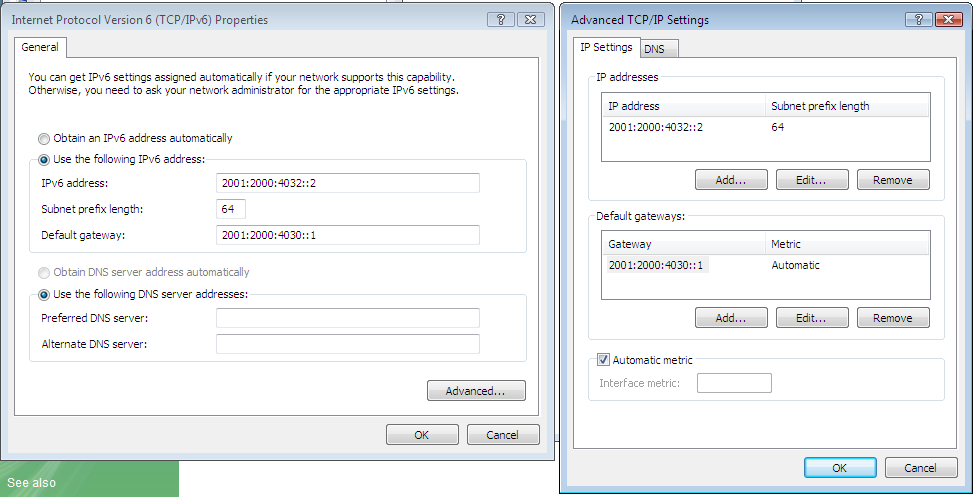 Internet Protocol Version 6 (TCP/IPv6) Properties
General
You can get IPv6 settings assigned automatically if your network supports this capability.
Otherwise, you need to ask your network administrator for the appropriate IPv6 settings.
Obtain an IPv6 address automatically
Use the following IPv6 address:
IPv6 address: 2001:2000:4032::2
Subnet prefix length: 64
Default gateway: 2001:2000:4030::1
Obtain DNS server address automatically
Use the following DNS server addresses:
Preferred DNS server:
Alternate DNS server:
Advanced...
OK Cancel
See also
Advanced TCP/IP Settings
IP Settings DNS
IP addresses
IP address Subnet prefix length
2001:2000:4032::2 64
Add... Edit... Remove
Default gateways:
Gateway Metric
2001:2000:4030::1 Automatic
Add... Edit... Remove
Automatic metric
Interface metric:
OK Cancel